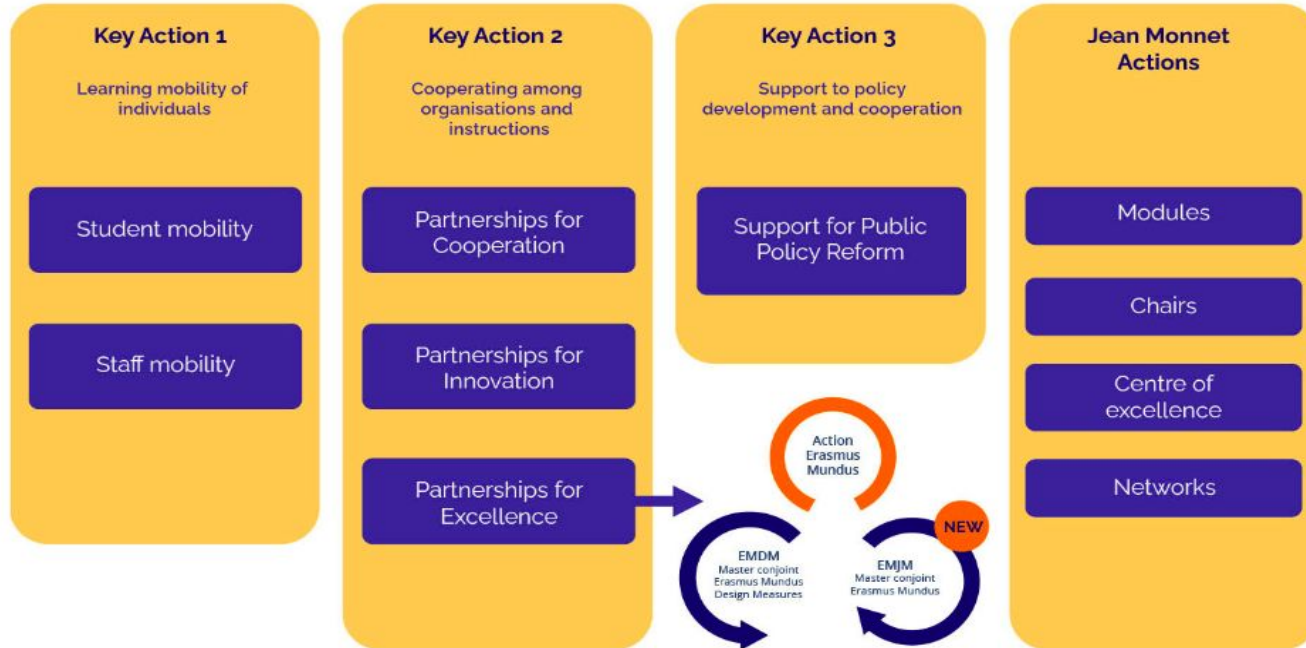 Key Action 1
Learning mobility of
individuals
Student mobility
Staff mobility
Key Action 2
Cooperating among
organisations and
instructions
Partnerships for
Cooperation
Partnerships for
Innovation
Partnerships for
Excellence
Key Action 3
Support to policy
development and cooperation
Support for Public
Policy Reform
Action
Erasmus
Mundus
EMDM
Master conjoint
Erasmus Mundus
Design Measures
NEW
EMJM
Master conjoint
Erasmus Mundus
Jean Monnet
Actions
Modules
Chairs
Centre of
excellence
Networks